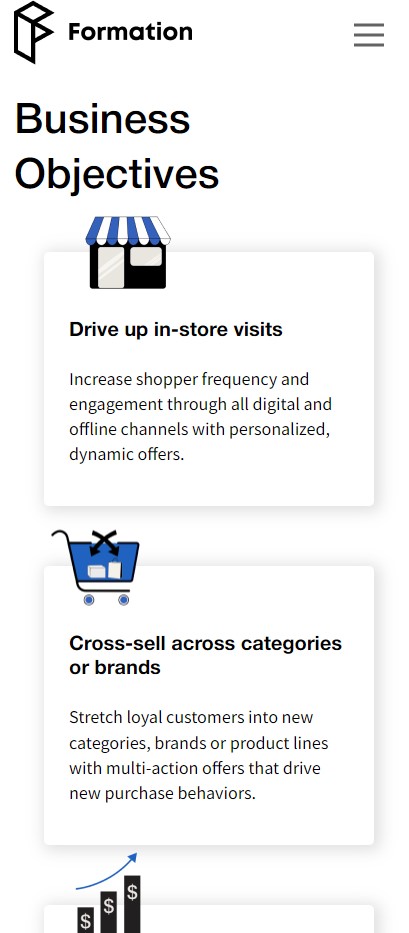 Formation
Business
Objectives
Drive up in-store visits
Increase shopper frequency and
engagement through all digital and
offline channels with personalized,
dynamic offers.
Cross-sell across categories
or brands
Stretch loyal customers into new
categories, brands or product lines
with multi-action offers that drive
new purchase behaviors.
$ $ $